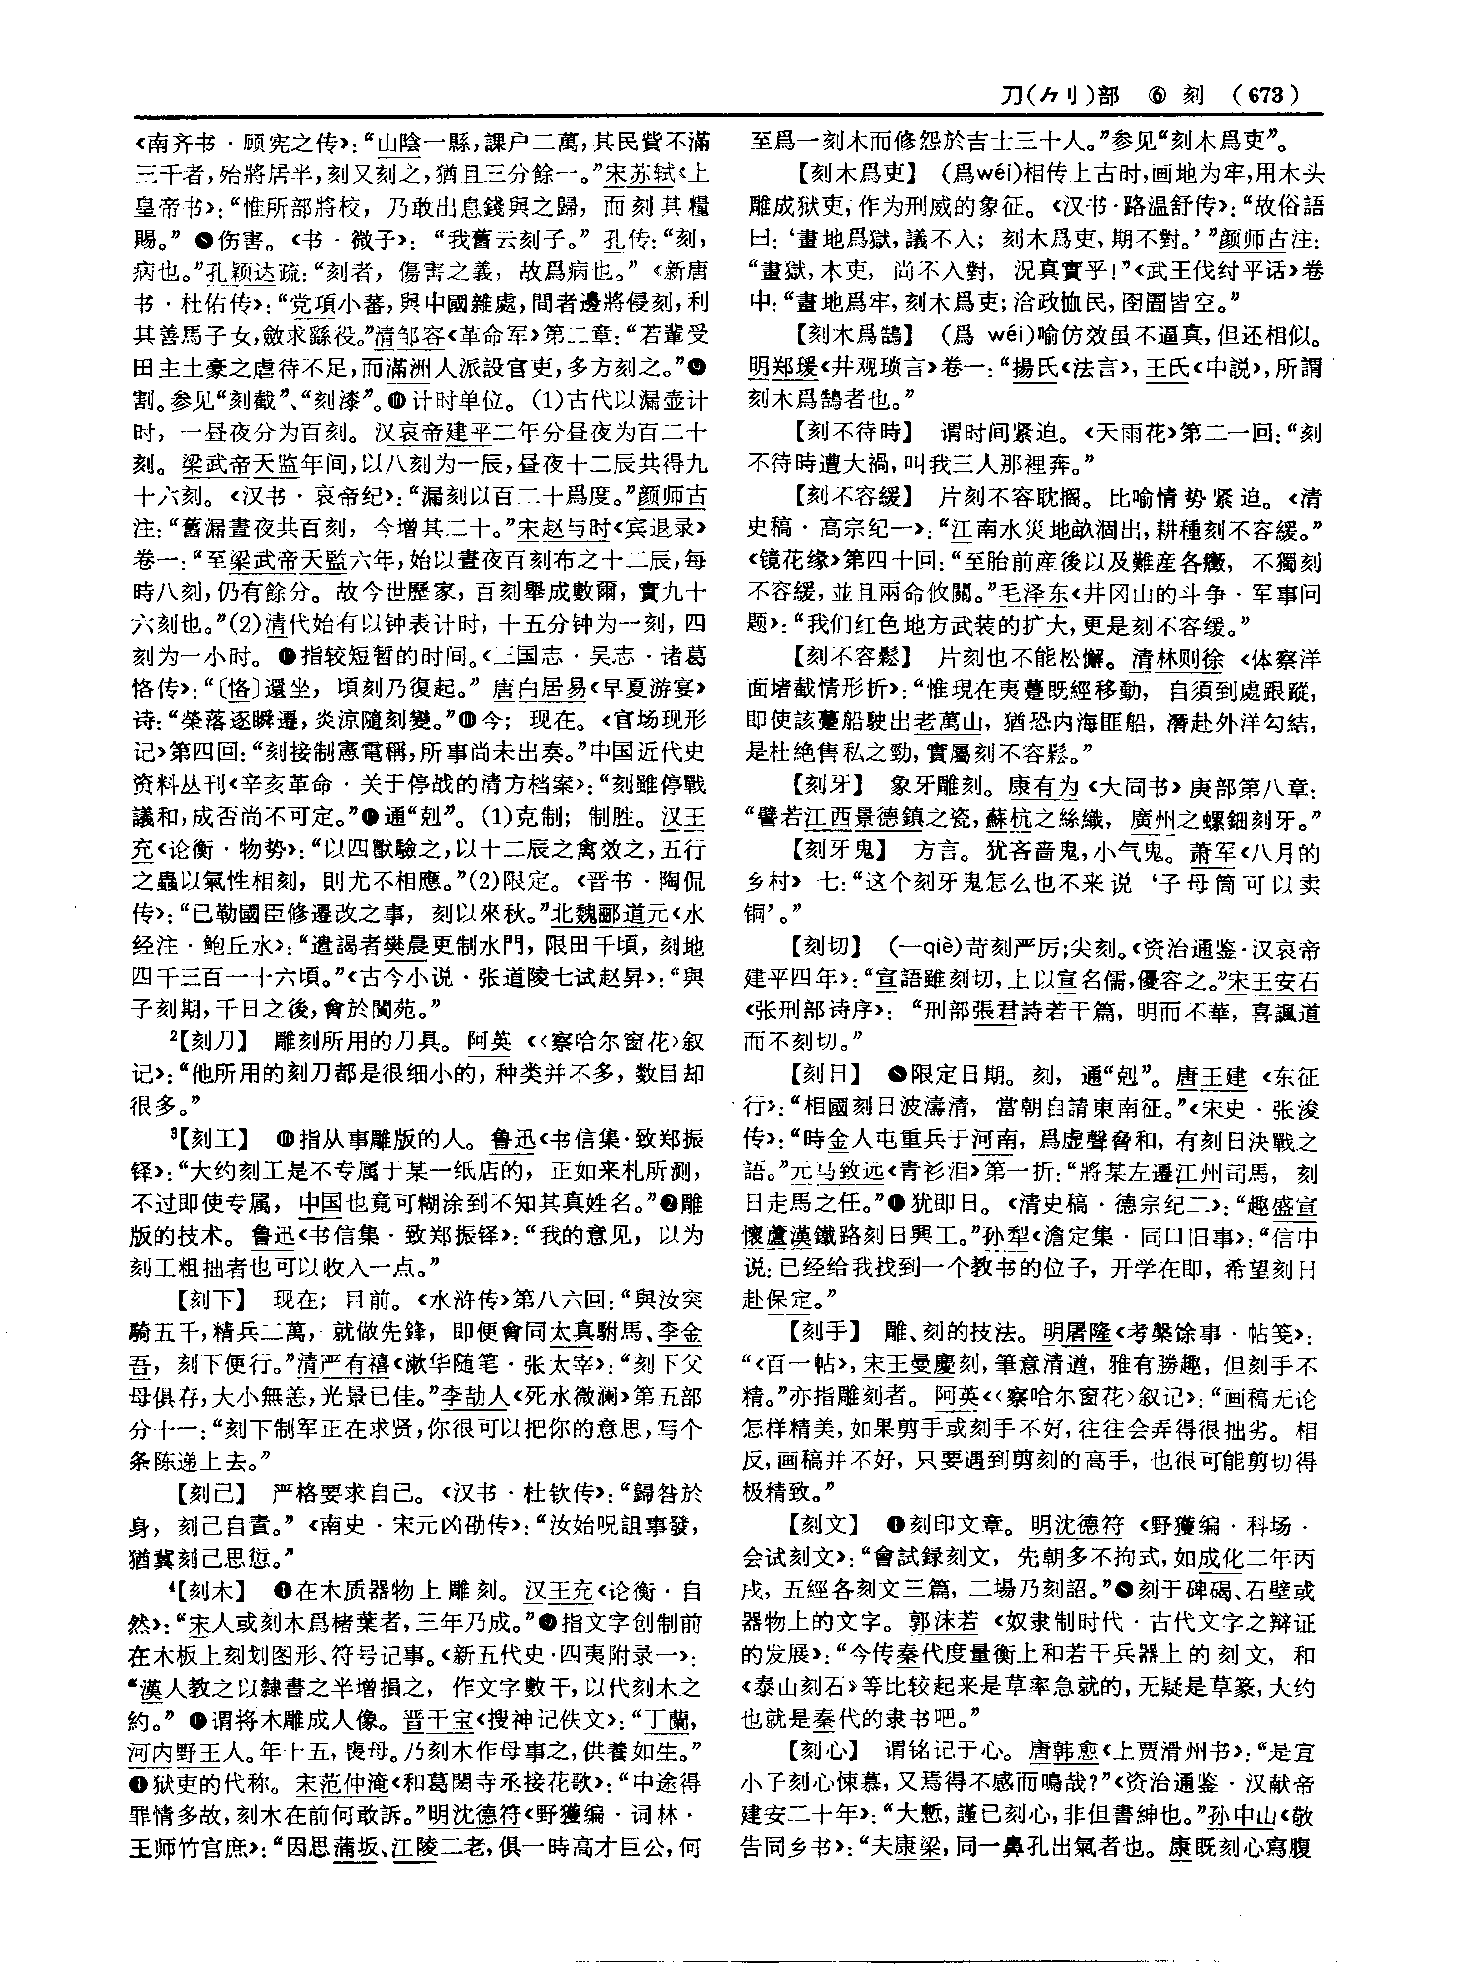 刀(⺈刂)部 ⑥ 刻 (673)
《南齐书·顾宪之传》：“山陰一縣，課户二萬，其民貲不滿
三千者，殆將居半，刻又刻之，猶且三分餘一。”宋苏轼《上
皇帝书》：“惟所部將校，乃敢出息錢與之歸，而刻其糧
賜。”伤害。《书·微子》：“我舊云刻子。”孔传：“刻，
病也。”孔颖达疏：“刻者，傷害之義，故爲病也。”《新唐
书·杜佑传》：“党項小蕃，與中國雜處，間者邊將侵刻，利
其善馬子女，斂求繇役。”清邹容《革命军》第二章：“若輩受
田主土豪之虐待不足，而滿洲人派設官吏，多方刻之。”
割。参见“刻截”、“刻漆”。计时单位。(1)古代以漏壶计
时，一昼夜分为百刻。汉哀帝建平二年分昼夜为百二十
刻。梁武帝天监年间，以八刻为一辰，昼夜十二辰共得九
十六刻。《汉书·哀帝纪》：“漏刻以百二十爲度。”颜师古
注：“舊漏晝夜共百刻，今增其二十。”宋赵与时《宾退录》
卷一：“至梁武帝天監六年，始以晝夜百刻布之十二辰，每
時八刻，仍有餘分。故今世歷家，百刻舉成數爾，實九十
六刻也。”(2)清代始有以钟表计时，十五分钟为一刻，四
刻为一小时。指较短暂的时间。《三国志·吴志·诸葛
恪传》：“〔恪〕還坐，頃刻乃復起。”唐白居易《早夏游宴》
诗：“榮落逐瞬遷，炎涼隨刻變。”今；现在。《官场现形
记》第四回：“刻接制憲電稱，所事尚未出奏。”中国近代史
资料丛刊《辛亥革命·关于停战的清方档案》：“刻雖停戰
議和，成否尚不可定。”通“剋”。(1)克制；制胜。汉王
充《论衡·物势》：“以四獸驗之，以十二辰之禽效之，五行
之蟲以氣性相刻，則尤不相應。”(2)限定。《晋书·陶侃
传》：“已勒國臣修遷改之事，刻以來秋。”北魏郦道元《水
经注·鲍丘水》：“遣謁者樊晨更制水門，限田千頃，刻地
四千三百一十六頃。”《古今小说·张道陵七试赵昇》：“與
子刻期，千日之後，會於閬苑。”
2【刻刀】 雕刻所用的刀具。阿英《〈察哈尔窗花〉叙
记》：“他所用的刻刀都是很细小的，种类并不多，数目却
很多。”
3【刻工】 指从事雕版的人。鲁迅《书信集·致郑振
铎》：“大约刻工是不专属于某一纸店的，正如来札所测，
不过即使专属，中国也竟可糊涂到不知其真姓名。”❷雕
版的技术。鲁迅《书信集·致郑振铎》：“我的意见，以为
刻工粗拙者也可以收入一点。”
【刻下】 现在；目前。《水浒传》第八六回：“與汝突
騎五千，精兵二萬，就做先鋒，即便會同太真駙馬、李金
吾，刻下便行。”清严有禧《漱华随笔·张太宰》：“刻下父
母俱存，大小無恙，光景已佳。”李劼人《死水微澜》第五部
分十一：“刻下制军正在求贤，你很可以把你的意思，写个
条陈递上去。”
【刻己】 严格要求自己。《汉书·杜钦传》：“歸咎於
身，刻己自責。”《南史·宋元凶劭传》：“汝始呪詛事發，
猶冀刻己思愆。”
4【刻木】 ❶在木质器物上雕刻。汉王充《论衡·自
然》：“宋人或刻木爲楮葉者，三年乃成。”指文字创制前
在木板上刻划图形、符号记事。《新五代史·四夷附录一》：
“漢人教之以隸書之半增損之，作文字數千，以代刻木之
約。”谓将木雕成人像。晋干宝《搜神记佚文》：“丁蘭，
河内野王人。年十五，喪母。乃刻木作母事之，供養如生。”
狱吏的代称。宋范仲淹《和葛閎寺丞接花歌》：“中途得
罪情多故，刻木在前何敢訴。”明沈德符《野獲编·词林·
王师竹宫庶》：“因思蒲坂、江陵二老，俱一時高才巨公，何
至爲一刻木而修怨於吉士三十人。”参见“刻木爲吏”。
【刻木爲吏】 (爲wéi)相传上古时，画地为牢，用木头
雕成狱吏，作为刑威的象征。《汉书·路温舒传》：“故俗語
曰：‘畫地爲獄，議不入；刻木爲吏，期不對。’”颜师古注：
“畫獄，木吏，尚不入對，況真實乎！”《武王伐纣平话》卷
中：“畫地爲牢，刻木爲吏；洽政恤民，囹圄皆空。”
【刻木爲鵠】 (爲 wéi)喻仿效虽不逼真，但还相似。
明郑瑗《井观琐言》卷一：“揚氏《法言》，王氏《中説》，所謂
刻木爲鵠者也。”
【刻不待時】 谓时间紧迫。《天雨花》第二一回：“刻
不待時遭大禍，叫我三人那裡奔。”
【刻不容缓】 片刻不容耽搁。比喻情势紧迫。《清
史稿·高宗纪一》：“江南水災地畝涸出，耕種刻不容緩。”
《镜花缘》第四十回：“至胎前産後以及難産各癥，不獨刻
不容緩，並且兩命攸關。”毛泽东《井冈山的斗争·军事问
题》：“我们红色地方武装的扩大，更是刻不容缓。”
【刻不容鬆】 片刻也不能松懈。清林则徐《体察洋
面堵截情形折》：“惟現在夷躉既經移動，自須到處跟蹤，
即使該躉船駛出老萬山，猶恐内海匪船，潛赴外洋勾結，
是杜絶售私之勁，實屬刻不容鬆。”
【刻牙】 象牙雕刻。康有为《大同书》庚部第八章：
“譬若江西景德鎮之瓷，蘇杭之絲織，廣州之螺鈿刻牙。”
【刻牙鬼】 方言。犹吝啬鬼，小气鬼。萧军《八月的
乡村》七：“这个刻牙鬼怎么也不来说‘子母筒可以卖
铜’。”
【刻切】 (一qiè)苛刻严厉；尖刻。《资治通鉴·汉哀帝
建平四年》：“宣語雖刻切，上以宣名儒，優容之。”宋王安石
《张刑部诗序》：“刑部張君詩若干篇，明而不華，喜諷道
而不刻切。”
【刻日】 限定日期。刻，通“剋”。唐王建《东征
行》：“相國刻日波濤清，當朝自請東南征。”《宋史·张浚
传》：“時金人屯重兵于河南，爲虚聲脅和，有刻日決戰之
語。”元马致远《青衫泪》第一折：“將某左遷江州司馬，刻
日走馬之任。”犹即日。《清史稿·德宗纪二》：“趣盛宣
懷蘆漢鐵路刻日興工。”孙犁《澹定集·同口旧事》：“信中
说：已经给我找到一个教书的位子，开学在即，希望刻日
赴保定。”
【刻手】 雕、刻的技法。明屠隆《考槃馀事·帖笺》：
“《百一帖》，宋王曼慶刻，筆意清遒，雅有勝趣，但刻手不
精。”亦指雕刻者。阿英《〈察哈尔窗花〉叙记》：“画稿无论
怎样精美，如果剪手或刻手不好，往往会弄得很拙劣。相
反，画稿并不好，只要遇到剪刻的高手，也很可能剪切得
极精致。”
【刻文】 ❶刻印文章。明沈德符《野獲编·科场·
会试刻文》：“會試録刻文，先朝多不拘式，如成化二年丙
戌，五經各刻文三篇，二場乃刻詔。”刻于碑碣、石壁或
器物上的文字。郭沫若《奴隶制时代·古代文字之辩证
的发展》：“今传秦代度量衡上和若干兵器上的刻文，和
《泰山刻石》等比较起来是草率急就的，无疑是草篆，大约
也就是秦代的隶书吧。”
【刻心】 谓铭记于心。唐韩愈《上贾滑州书》：“是宜
小子刻心悚慕，又焉得不感而鳴哉？”《资治通鉴·汉献帝
建安二十年》：“大慙，謹已刻心，非但書紳也。”孙中山《敬
告同乡书》：“夫康梁，同一鼻孔出氣者也。康既刻心寫腹